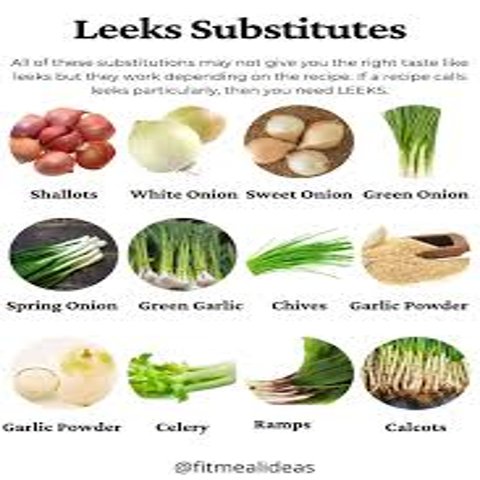 Leeks Substitutes
All of these substitutions may not give you the right taste like
leeks but they work depending on the recipe. If a recipe calls
leeks particularly, then you need LEEKS.
Shallots White Onion Sweet Onion Green Onion
Spring Onion Green Garlic Chives Garlic Powder
Garlic Powder Celery Ramps Calcots
@fitmealideas